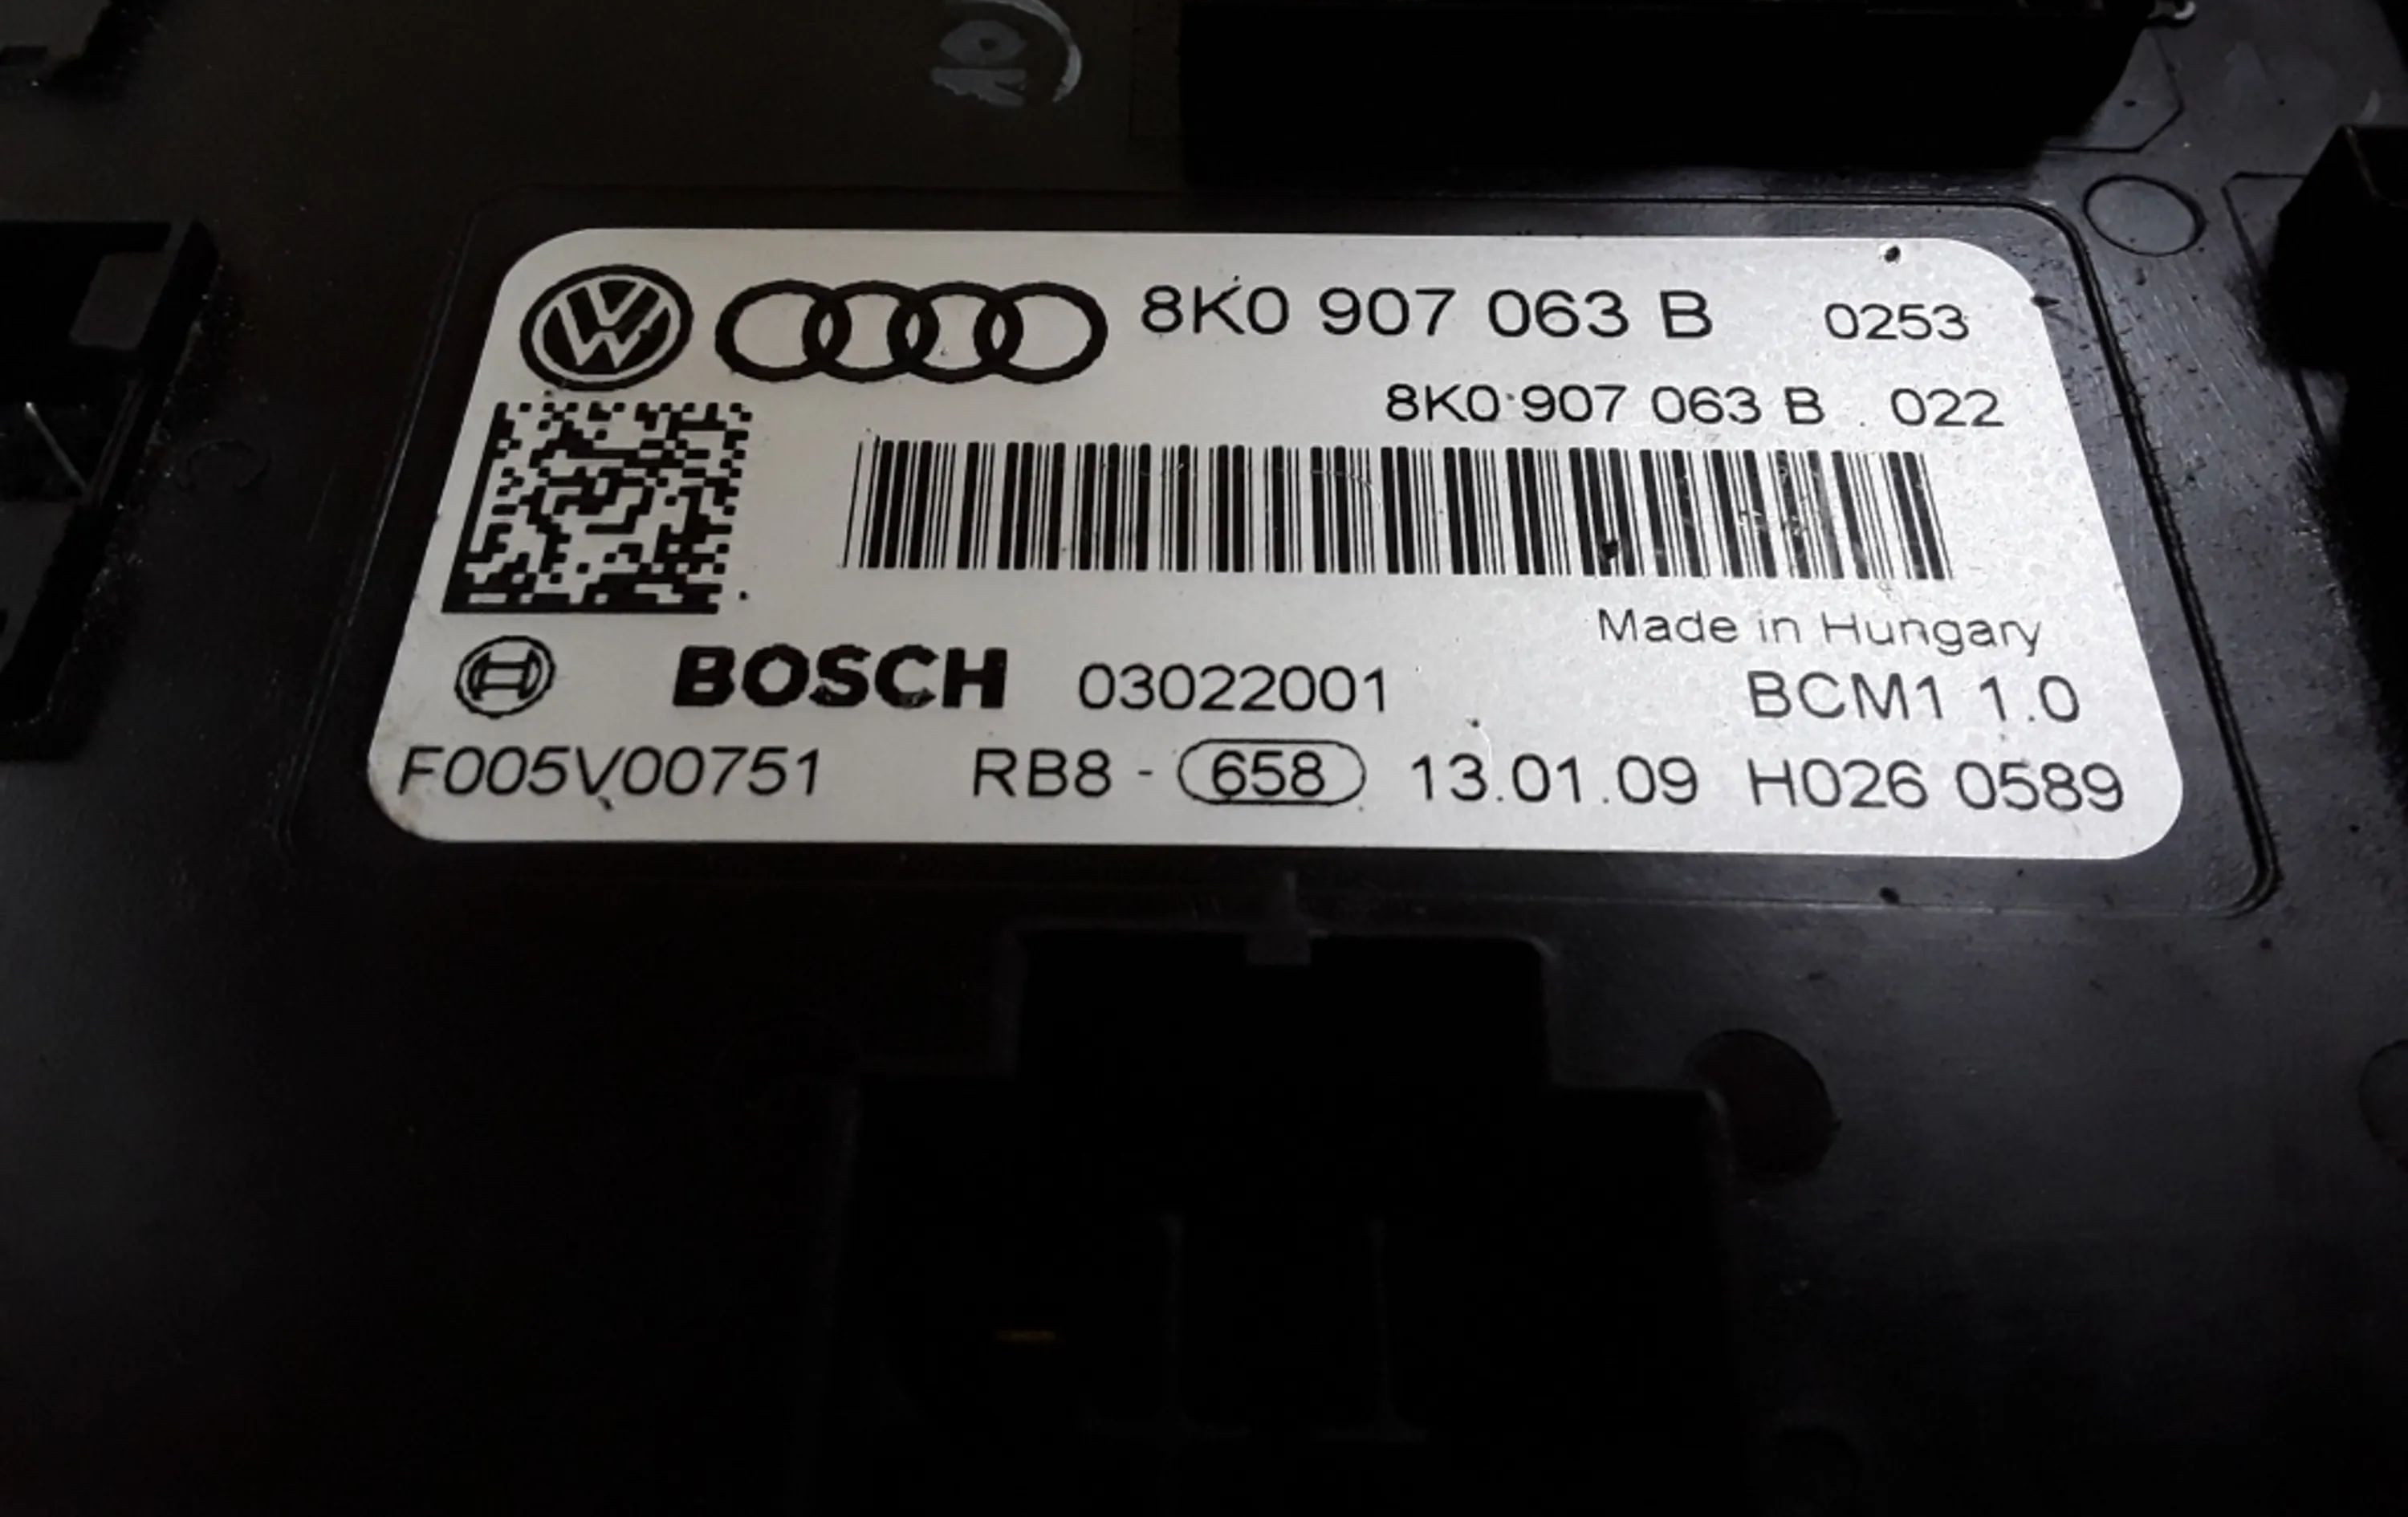 8K0 907 063 B 0253
8K0 907 063 B 022
Made in Hungary
BOSCH 03022001 BCM1 1.0
F005V00751 RB8 - 658 13.01.09 H026 0589